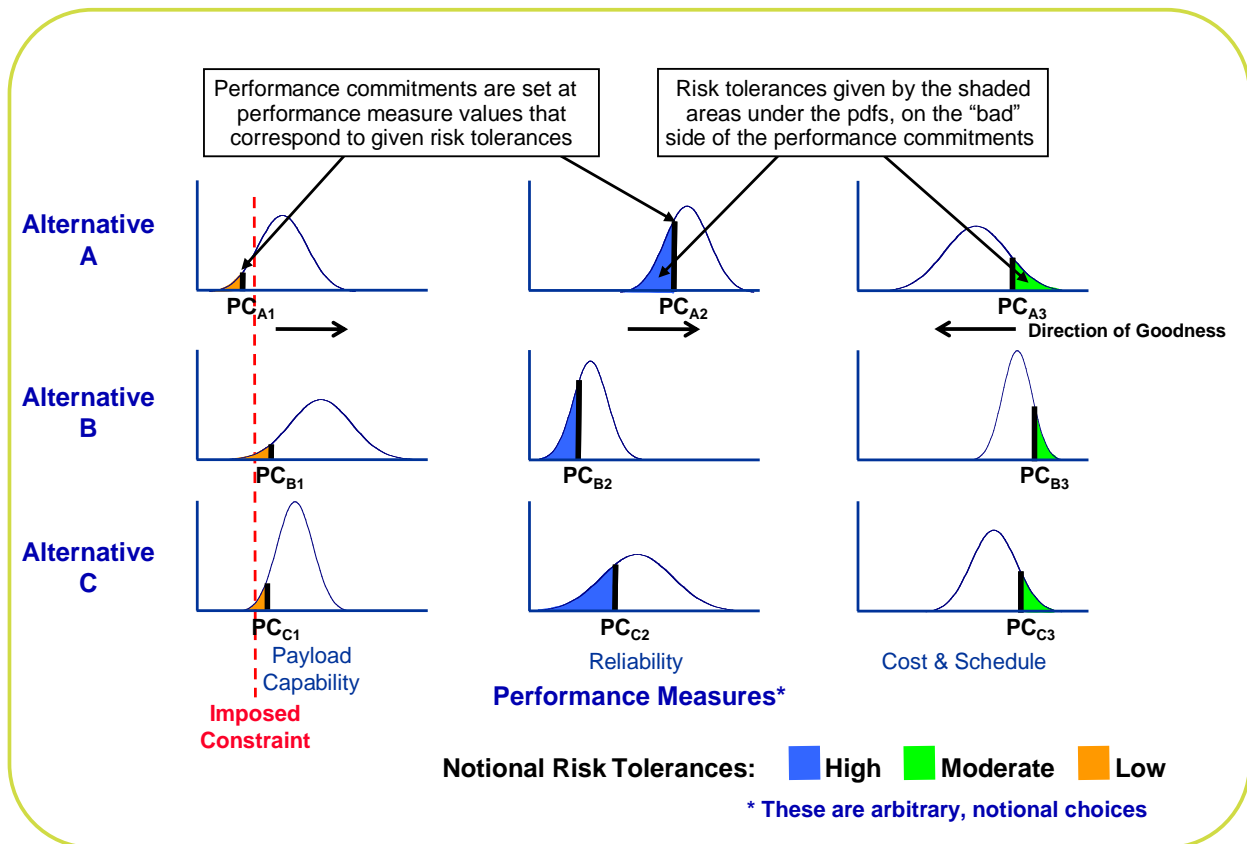 Performance commitments are set at
performance measure values that
correspond to given risk tolerances
Risk tolerances given by the shaded
areas under the pdfs, on the “bad”
side of the performance commitments
Alternative
A
PCA1
PCA2
PCA3
Direction of Goodness
Alternative
B
PCB1
PCB2
PCB3
Alternative
C
PCC1
PCC2
PCC3
Payload
Capability
Reliability
Cost & Schedule
Performance Measures*
Imposed
Constraint
Notional Risk Tolerances: High Moderate Low
* These are arbitrary, notional choices